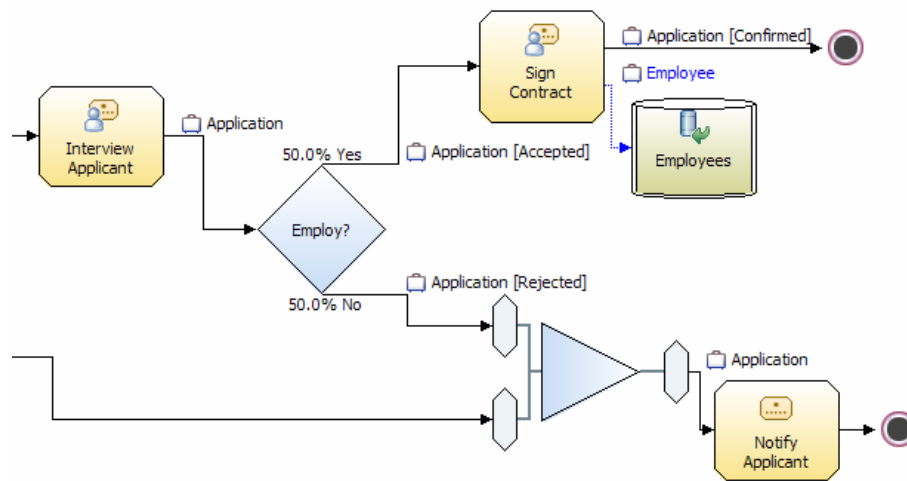 Application [Confirmed]
Employee
Sign
Contract
Application
Interview
Applicant
50.0% Yes
Application [Accepted]
Employees
Employ?
Application [Rejected]
50.0% No
Application
Notify
Applicant